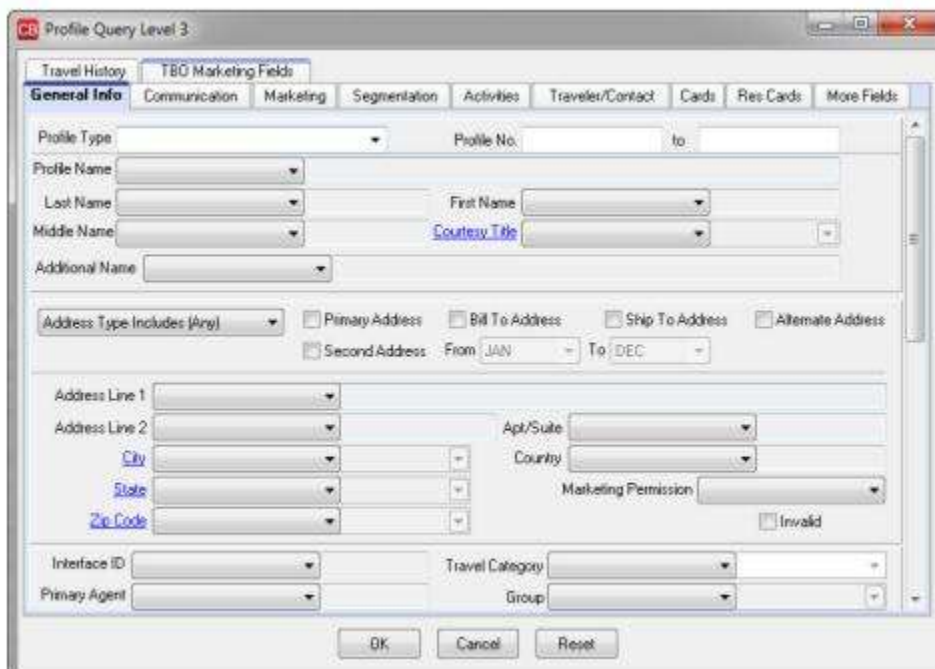 CB Profile Query Level 3
Travel History TBO Marketing Fields
General Info Communication Marketing Segmentation Activities Traveler/Contact Cards Res Cards More Fields
Profile Type Profile No. to
Profile Name
Last Name First Name
Middle Name Courtesy Title
Additional Name
Address Type Includes (Any) Primary Address Bill To Address Ship To Address Alternate Address
Second Address From JAN To DEC
Address Line 1
Address Line 2 Apt/Suite
City Country
State Marketing Permission
Zip Code Invalid
Interface ID Travel Category
Primary Agent Group
OK Cancel Reset